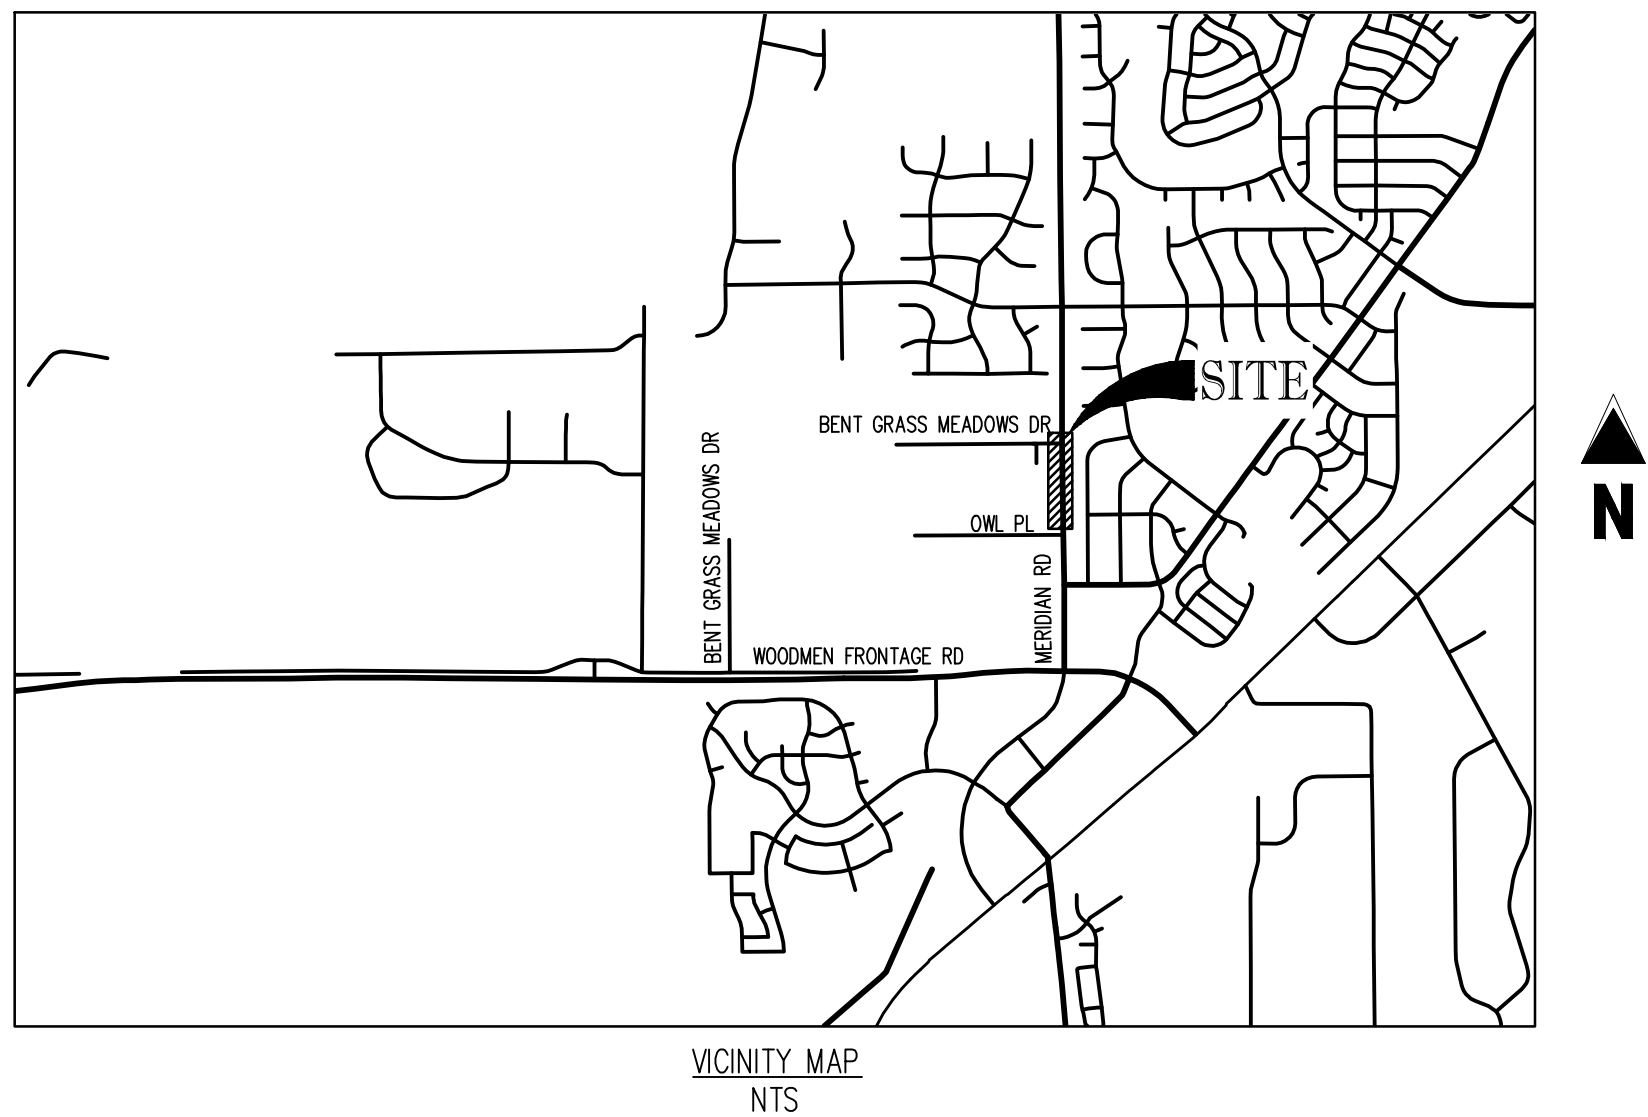 SITE
BENT GRASS MEADOWS DR
BENT GRASS MEADOWS DR
N
OWL PL
MERIDIAN RD
WOODMEN FRONTAGE RD
VICINITY MAP
NTS